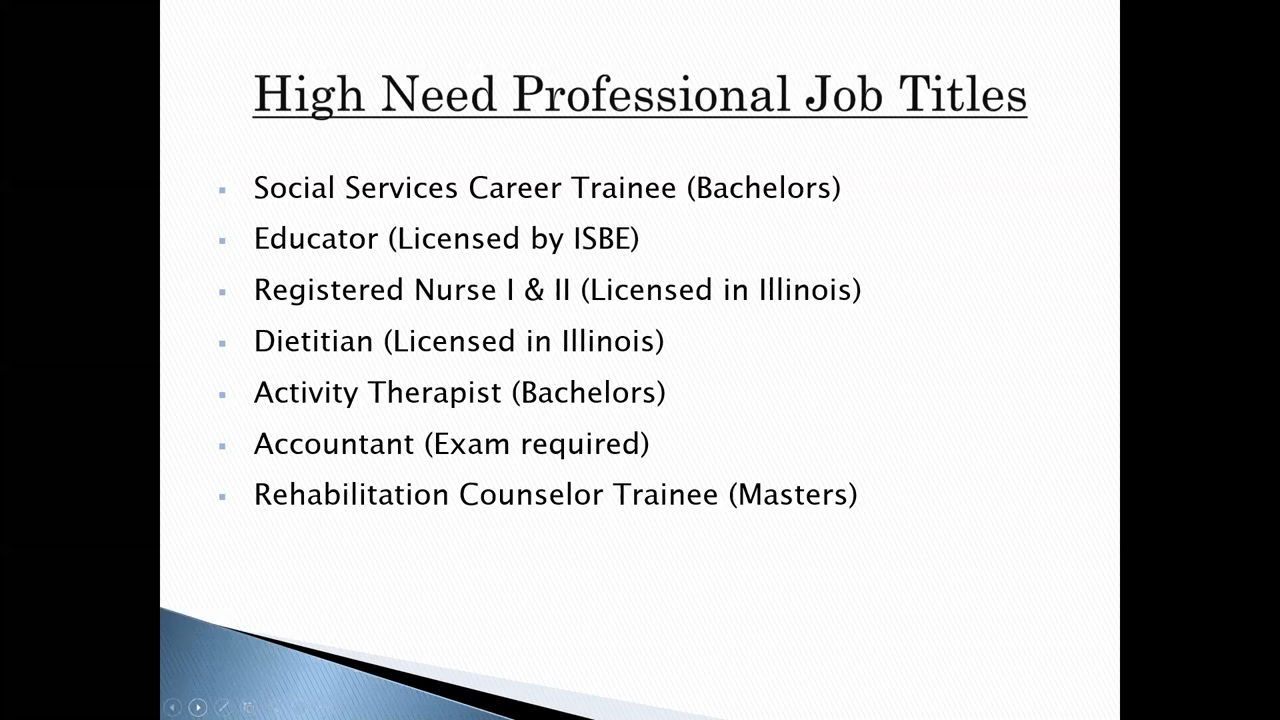 High Need Professional Job Titles
Social Services Career Trainee (Bachelors)
Educator (Licensed by ISBE)
Registered Nurse I & II (Licensed in Illinois)
Dietitian (Licensed in Illinois)
Activity Therapist (Bachelors)
Accountant (Exam required)
Rehabilitation Counselor Trainee (Masters)